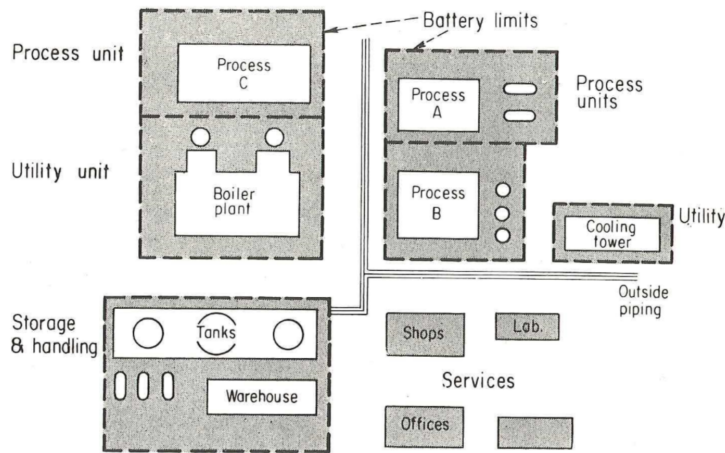 Battery limits
Process unit
Process
C
Process
A
Process
units
Utility unit
Boiler
plant
Process
B
Utility
Cooling
tower
Outside
piping
Storage
& handling
Tanks
Warehouse
Shops
Lab.
Services
Offices